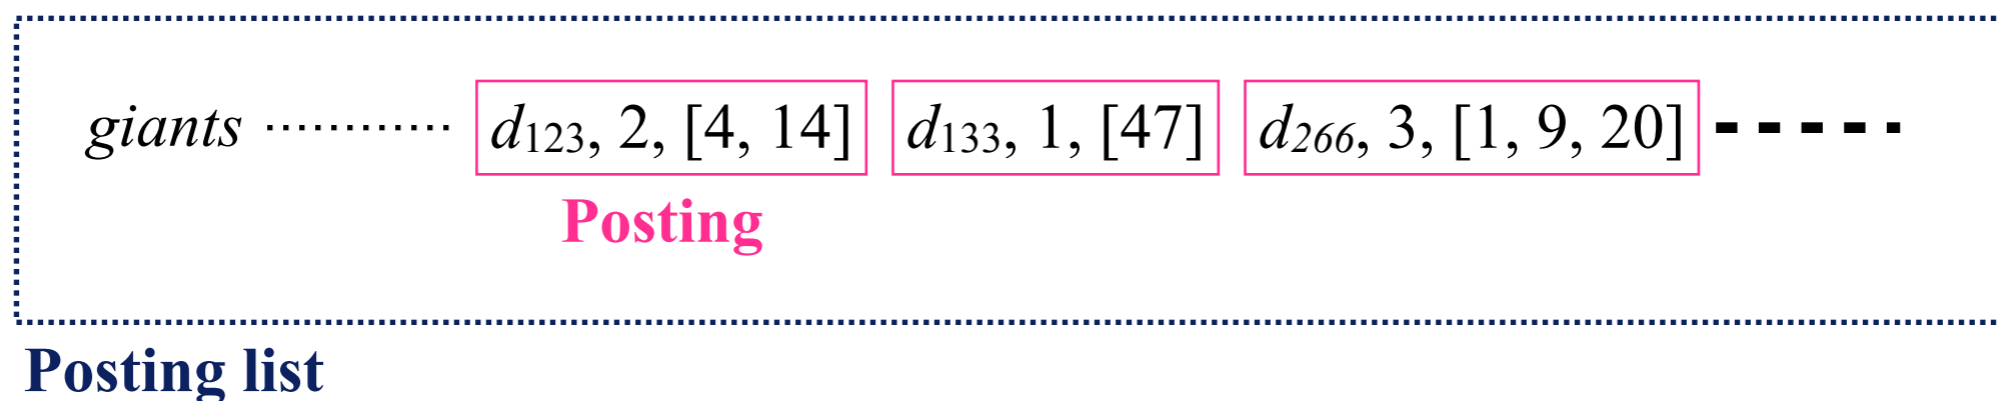 giants ............ d123, 2, [4, 14] d133, 1, [47] d266, 3, [1, 9, 20]
Posting
Posting list